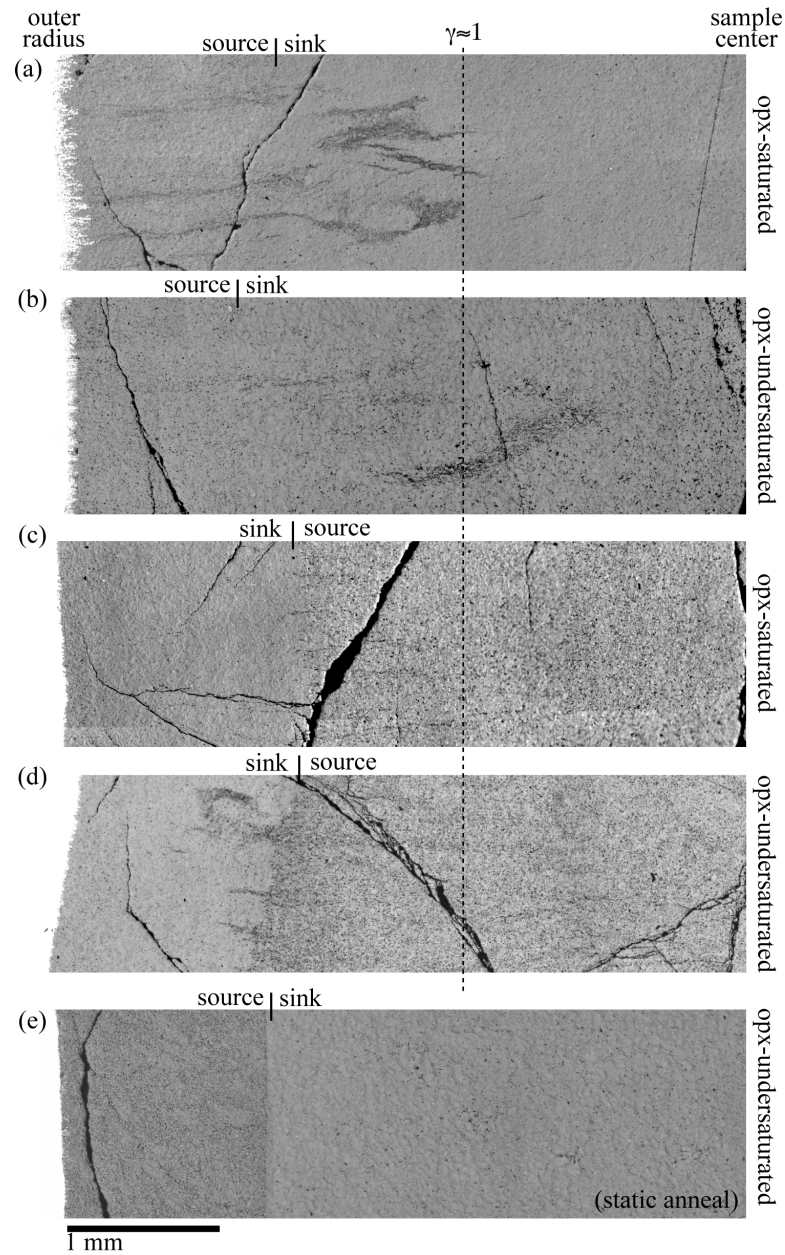 outer radius
γ≈1
sample center
source | sink
(a)
opx-saturated
source | sink
(b)
opx-undersaturated
sink | source
(c)
opx-saturated
sink | source
(d)
opx-undersaturated
source | sink
(e)
opx-undersaturated
(static anneal)
1 mm